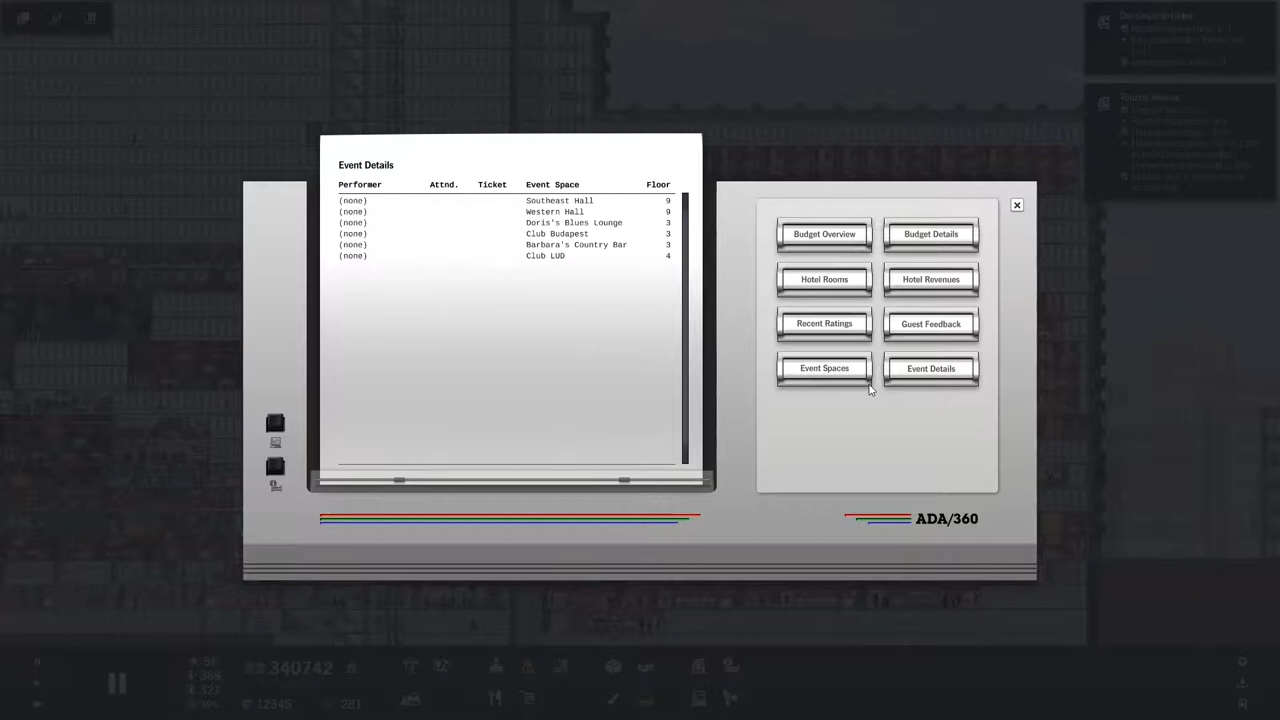 Event Details
Performer Attnd. Ticket Event Space Floor
(none) Southeast Hall 9
(none) Western Hall 9
(none) Doris's Blues Lounge 3
(none) Club Budapest 3
(none) Barbara's Country Bar 3
(none) Club LUD 4
Budget Overview Budget Details
Hotel Rooms Hotel Revenues
Recent Ratings Guest Feedback
Event Spaces Event Details
ADA/360
340742
12345 281